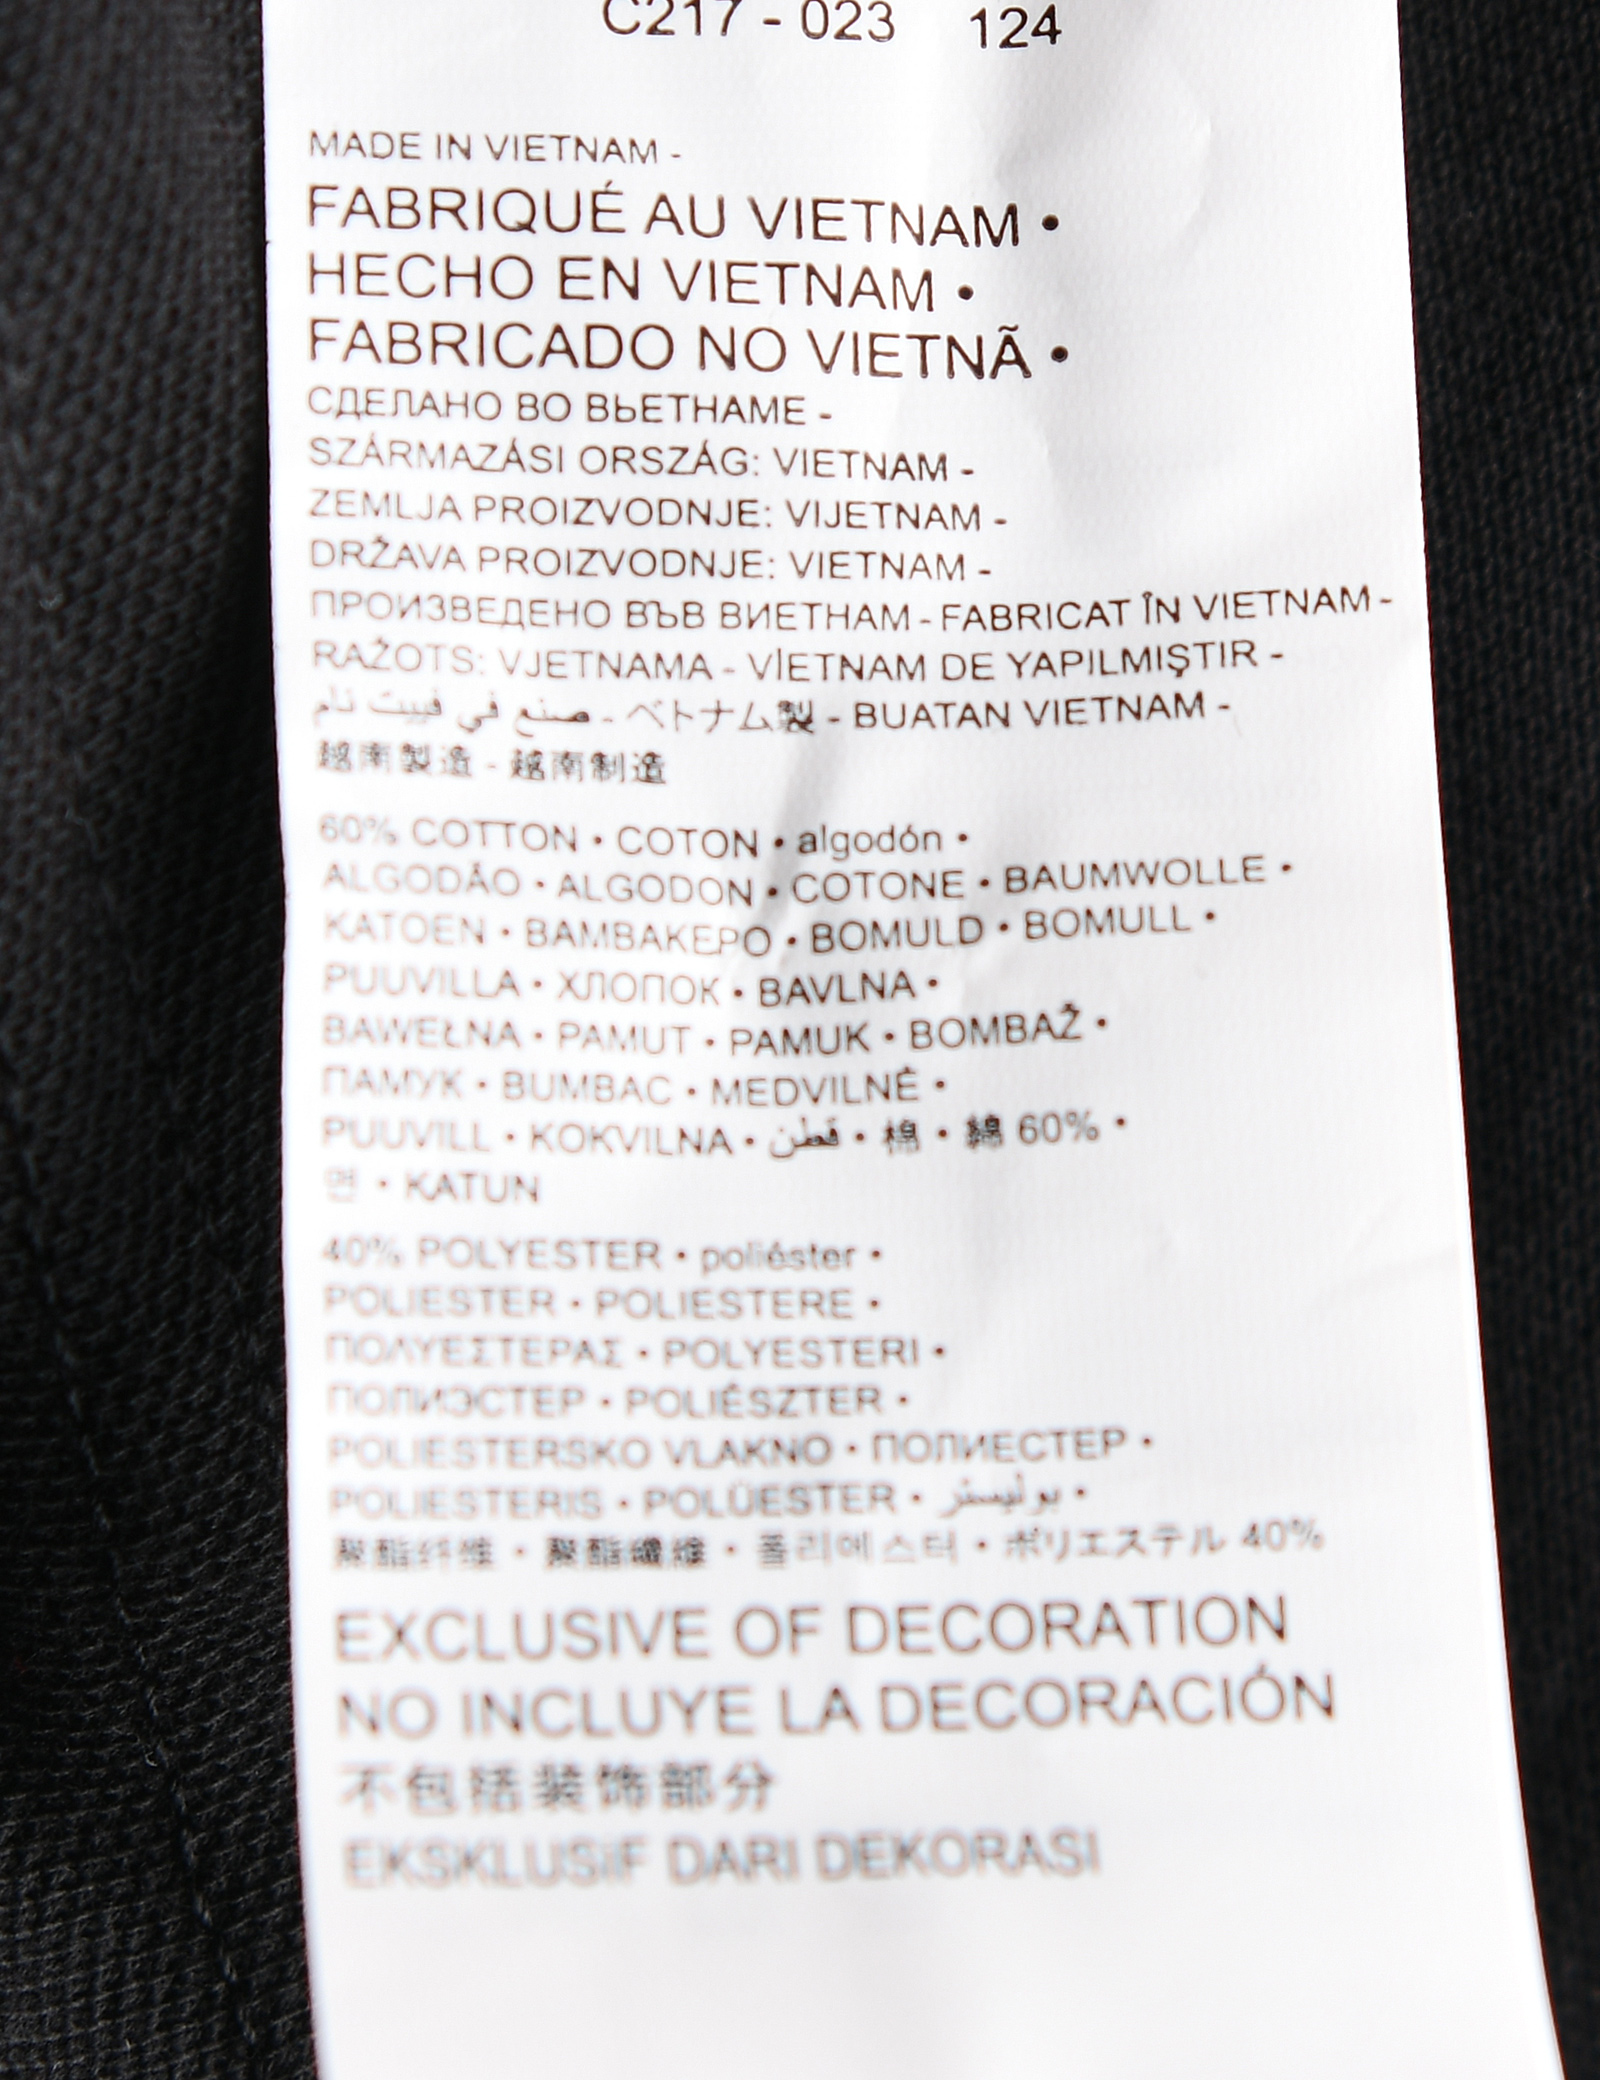 C217 - 023 124
MADE IN VIETNAM -
FABRIQUÉ AU VIETNAM •
HECHO EN VIETNAM •
FABRICADO NO VIETNÃ •
СДЕЛАНО ВО ВЬЕТНАМЕ -
SZÁRMAZÁSI ORSZÁG: VIETNAM -
ZEMLJA PROIZVODNJE: VIJETNAM -
DRŽAVA PROIZVODNJE: VIETNAM -
ПРОИЗВЕДЕНО ВЪВ ВИЕТНАМ - FABRICAT ÎN VIETNAM -
RAŽOTS: VJETNAMA - VİETNAM DE YAPILMIŞTIR -
صنع في فييت نام - ベトナム製 - BUATAN VIETNAM -
越南製造 - 越南制造
60% COTTON • COTON • algodón •
ALGODÃO • ALGODON • COTONE • BAUMWOLLE •
KATOEN • ΒΑΜΒΑΚΕΡΟ • BOMULD • BOMULL •
PUUVILLA • ХЛОПОК • BAVLNA •
BAWEŁNA • PAMUT • PAMUK • BOMBAŽ •
ПАМУК • BUMBAC • MEDVILNĖ •
PUUVILL • KOKVILNA • قطن • 棉 • 綿 60% •
면 • KATUN
40% POLYESTER • poliéster •
POLIESTER • POLIESTERE •
ΠΟΛΥΕΣΤΕΡΑΣ • POLYESTERI •
ПОЛИЭСТЕР • POLIÉSZTER •
POLIESTERSKO VLAKNO • ПОЛИЕСТЕР •
POLIESTERIS • POLÜESTER • بوليستر •
聚酯纤维 • 聚酯纖維 • 폴리에스터 • ポリエステル 40%
EXCLUSIVE OF DECORATION
NO INCLUYE LA DECORACIÓN
不包括装饰部分
EKSKLUSIF DARI DEKORASI